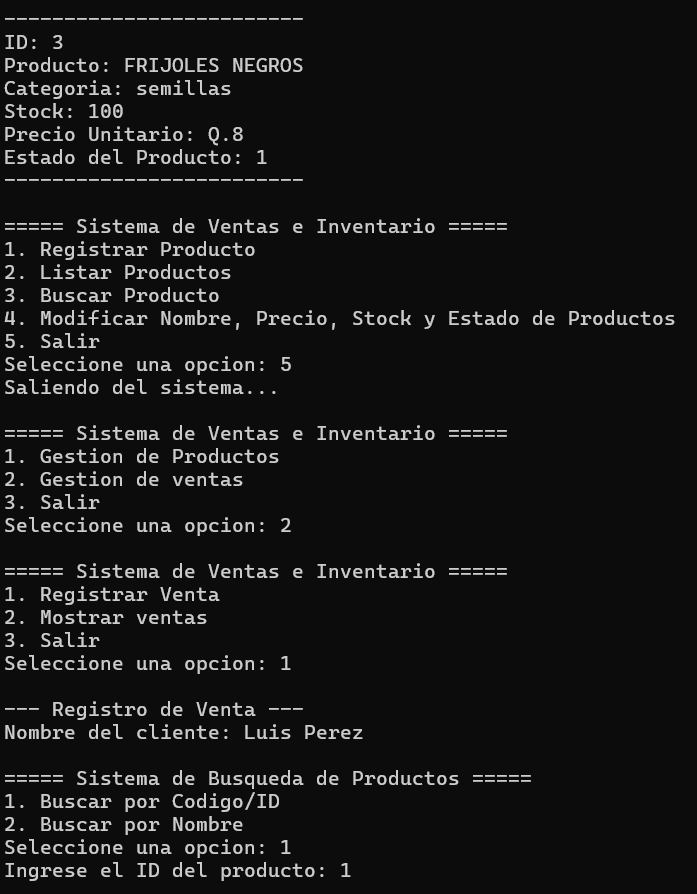 -------------------------
ID: 3
Producto: FRIJOLES NEGROS
Categoria: semillas
Stock: 100
Precio Unitario: Q.8
Estado del Producto: 1
-------------------------
===== Sistema de Ventas e Inventario =====
1. Registrar Producto
2. Listar Productos
3. Buscar Producto
4. Modificar Nombre, Precio, Stock y Estado de Productos
5. Salir
Seleccione una opcion: 5
Saliendo del sistema...
===== Sistema de Ventas e Inventario =====
1. Gestion de Productos
2. Gestion de ventas
3. Salir
Seleccione una opcion: 2
===== Sistema de Ventas e Inventario =====
1. Registrar Venta
2. Mostrar ventas
3. Salir
Seleccione una opcion: 1
--- Registro de Venta ---
Nombre del cliente: Luis Perez
===== Sistema de Busqueda de Productos =====
1. Buscar por Codigo/ID
2. Buscar por Nombre
Seleccione una opcion: 1
Ingrese el ID del producto: 1